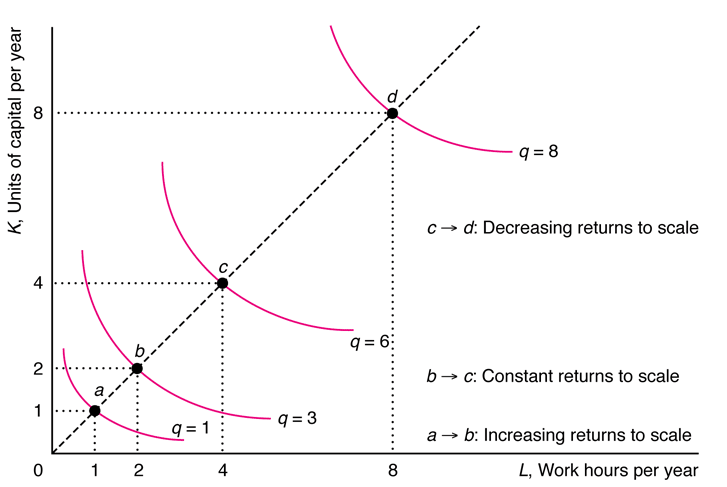 K, Units of capital per year
d
8
q = 8
c → d: Decreasing returns to scale
c
4
q = 6
b
2
b → c: Constant returns to scale
a
1
q = 3
q = 1
a → b: Increasing returns to scale
0 1 2 4 8 L, Work hours per year